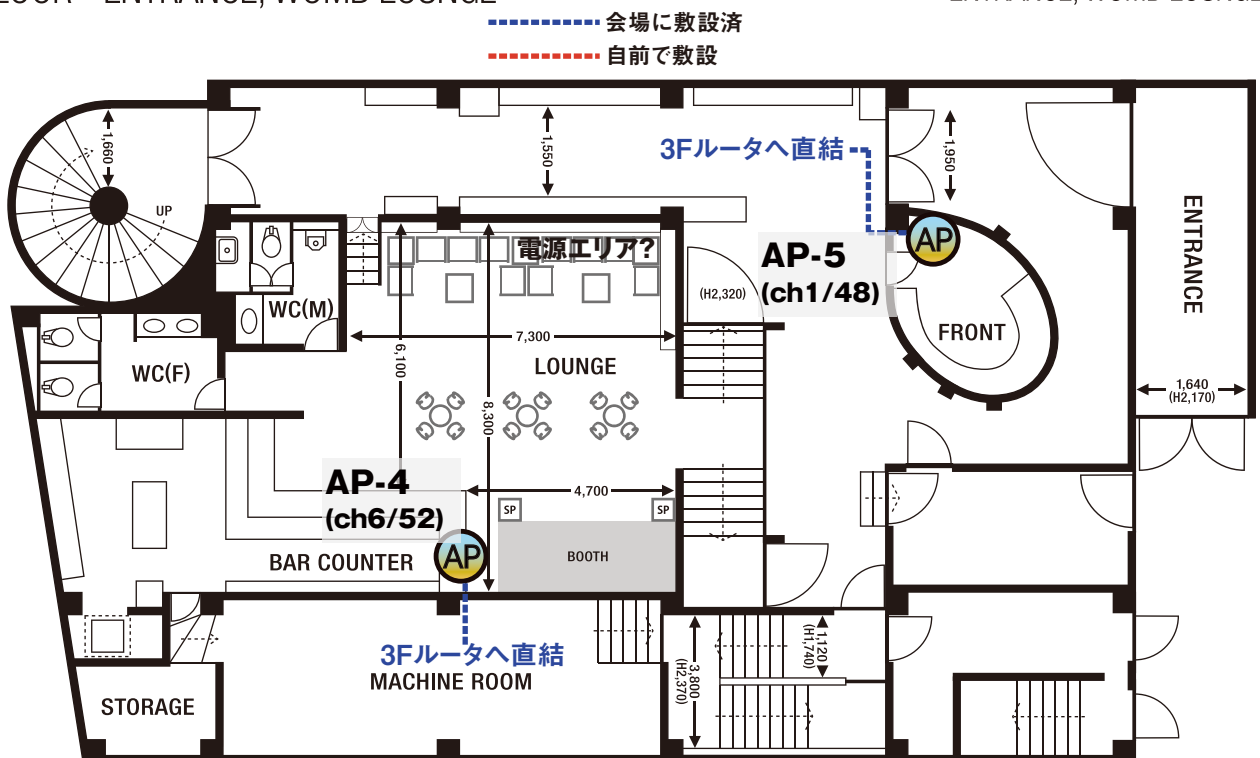 ENTRANCE, WOMB LOUNGE
会場に敷設済
自前で敷設
1,660
UP
1,550
3Fルータへ直結
1,950
ENTRANCE
AP
電源エリア?
AP-5
(ch1/48)
(H2,320)
WC(M)
7,300
FRONT
6,100
LOUNGE
WC(F)
8,300
1,640
(H2,170)
AP-4
(ch6/52)
4,700
SP
SP
BAR COUNTER
AP
BOOTH
3Fルータへ直結
MACHINE ROOM
1,120
(H1,740)
3,800
(H2,370)
STORAGE